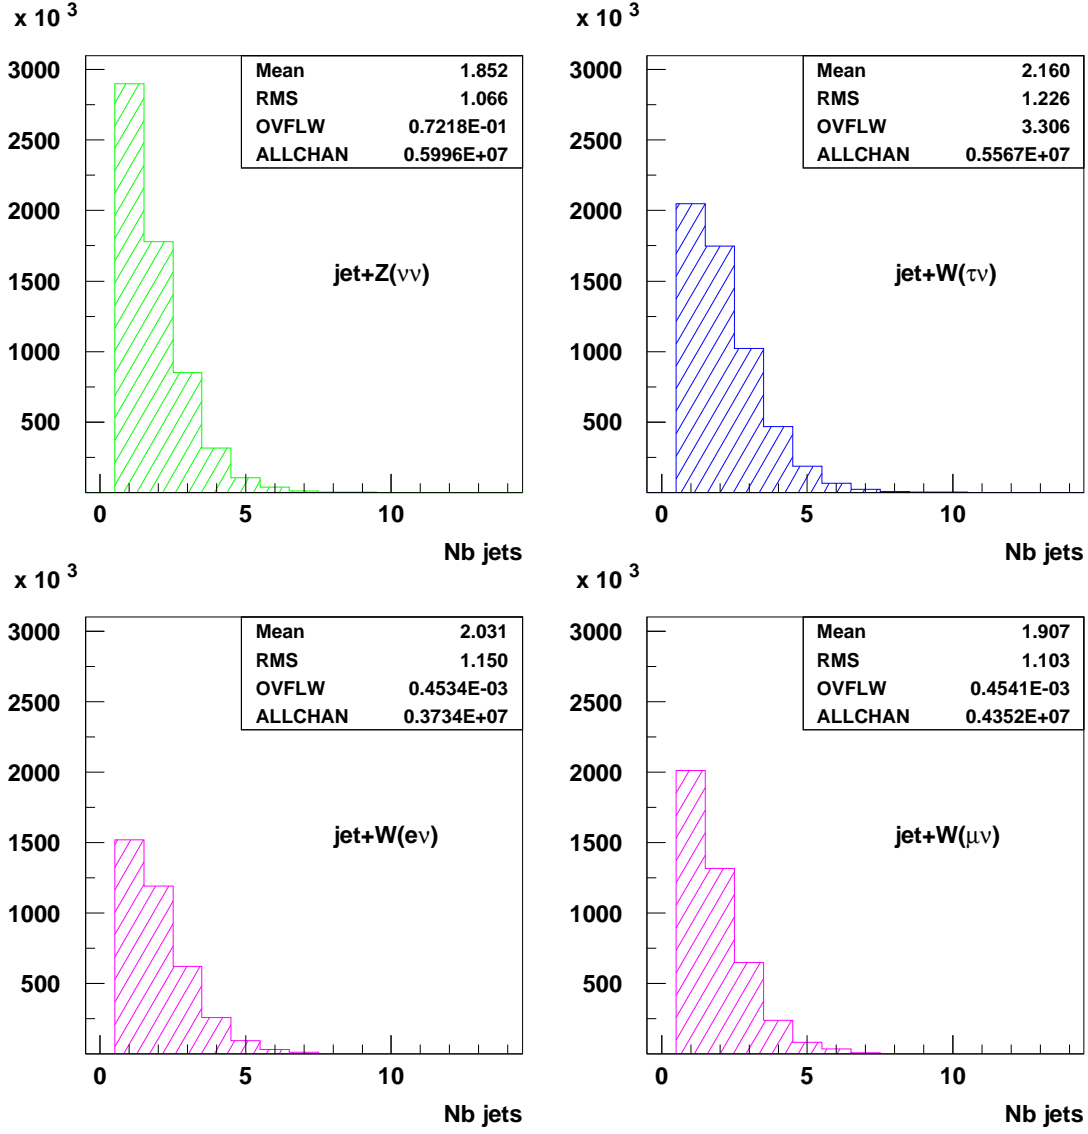 x 10 3
3000
2500
2000
1500
1000
500
0 5 10
Nb jets
Mean 1.852
RMS 1.066
OVFLW 0.7218E-01
ALLCHAN 0.5996E+07
jet+Z(νν)
x 10 3
3000
2500
2000
1500
1000
500
0 5 10
Nb jets
Mean 2.160
RMS 1.226
OVFLW 3.306
ALLCHAN 0.5567E+07
jet+W(τν)
x 10 3
3000
2500
2000
1500
1000
500
0 5 10
Nb jets
Mean 2.031
RMS 1.150
OVFLW 0.4534E-03
ALLCHAN 0.3734E+07
jet+W(eν)
x 10 3
3000
2500
2000
1500
1000
500
0 5 10
Nb jets
Mean 1.907
RMS 1.103
OVFLW 0.4541E-03
ALLCHAN 0.4352E+07
jet+W(μν)